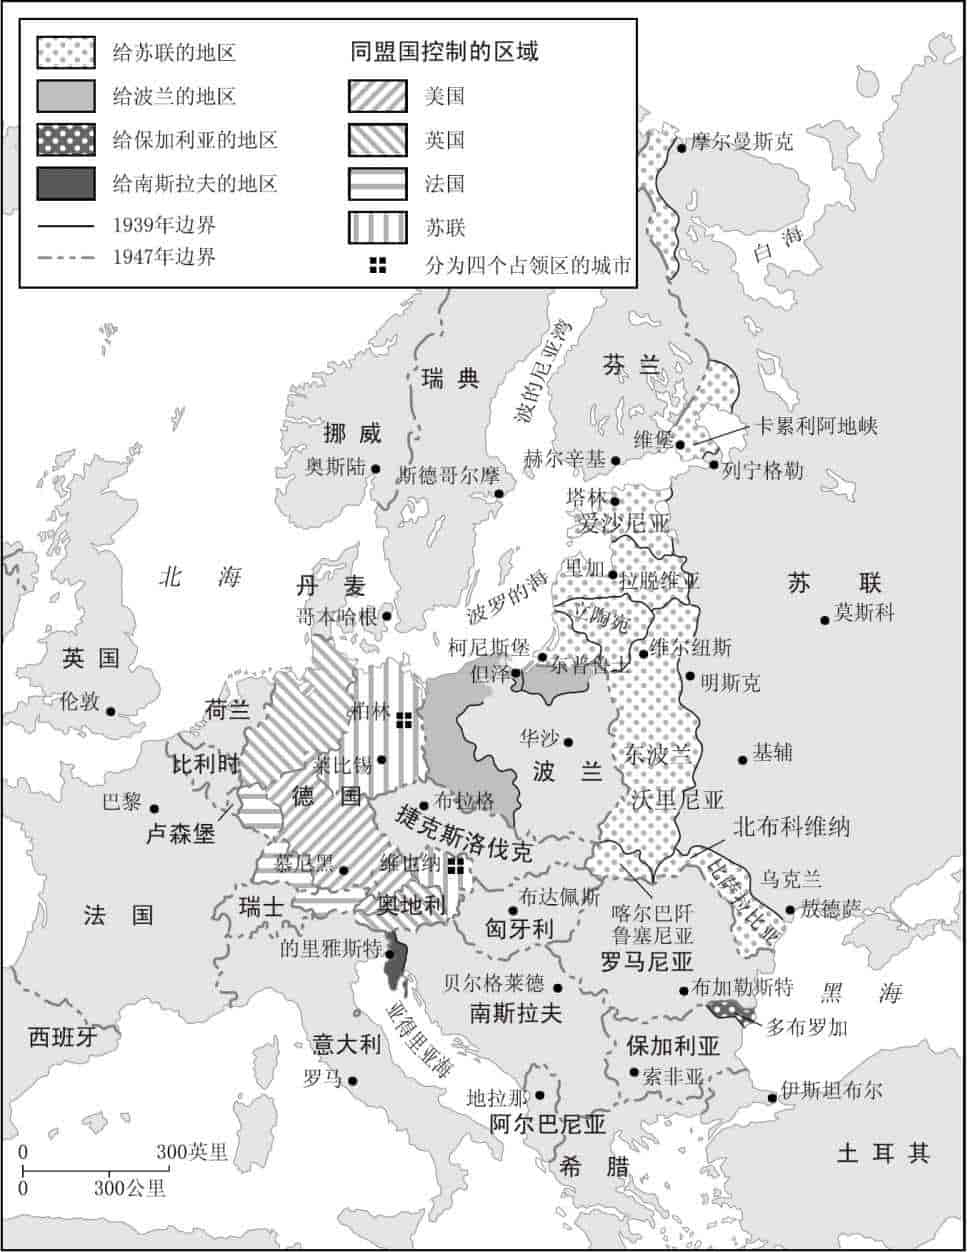 给苏联的地区
给波兰的地区
给保加利亚的地区
给南斯拉夫的地区
1939年边界
1947年边界
同盟国控制的区域
美国
英国
法国
苏联
分为四个占领区的城市
摩尔曼斯克
白海
波的尼亚湾
芬兰
瑞典
挪威
奥斯陆
斯德哥尔摩
维堡
卡累利阿地峡
赫尔辛基
列宁格勒
塔林
爱沙尼亚
北海
丹麦
里加
拉脱维亚
苏联
哥本哈根
波罗的海
立陶宛
莫斯科
英国
柯尼斯堡
东普鲁士
维尔纽斯
但泽
明斯克
伦敦
荷兰
柏林
华沙
波兰
东波兰
基辅
比利时
莱比锡
德国
布拉格
沃里尼亚
巴黎
卢森堡
捷克斯洛伐克
北布科维纳
慕尼黑
维也纳
比萨拉比亚
乌克兰
法国
瑞士
奥地利
布达佩斯
匈牙利
喀尔巴阡
鲁塞尼亚
敖德萨
的里雅斯特
罗马尼亚
贝尔格莱德
布加勒斯特
黑海
南斯拉夫
多布罗加
西班牙
意大利
亚得里亚海
保加利亚
罗马
索非亚
地拉那
伊斯坦布尔
阿尔巴尼亚
希腊
土耳其
0 300英里
0 300公里